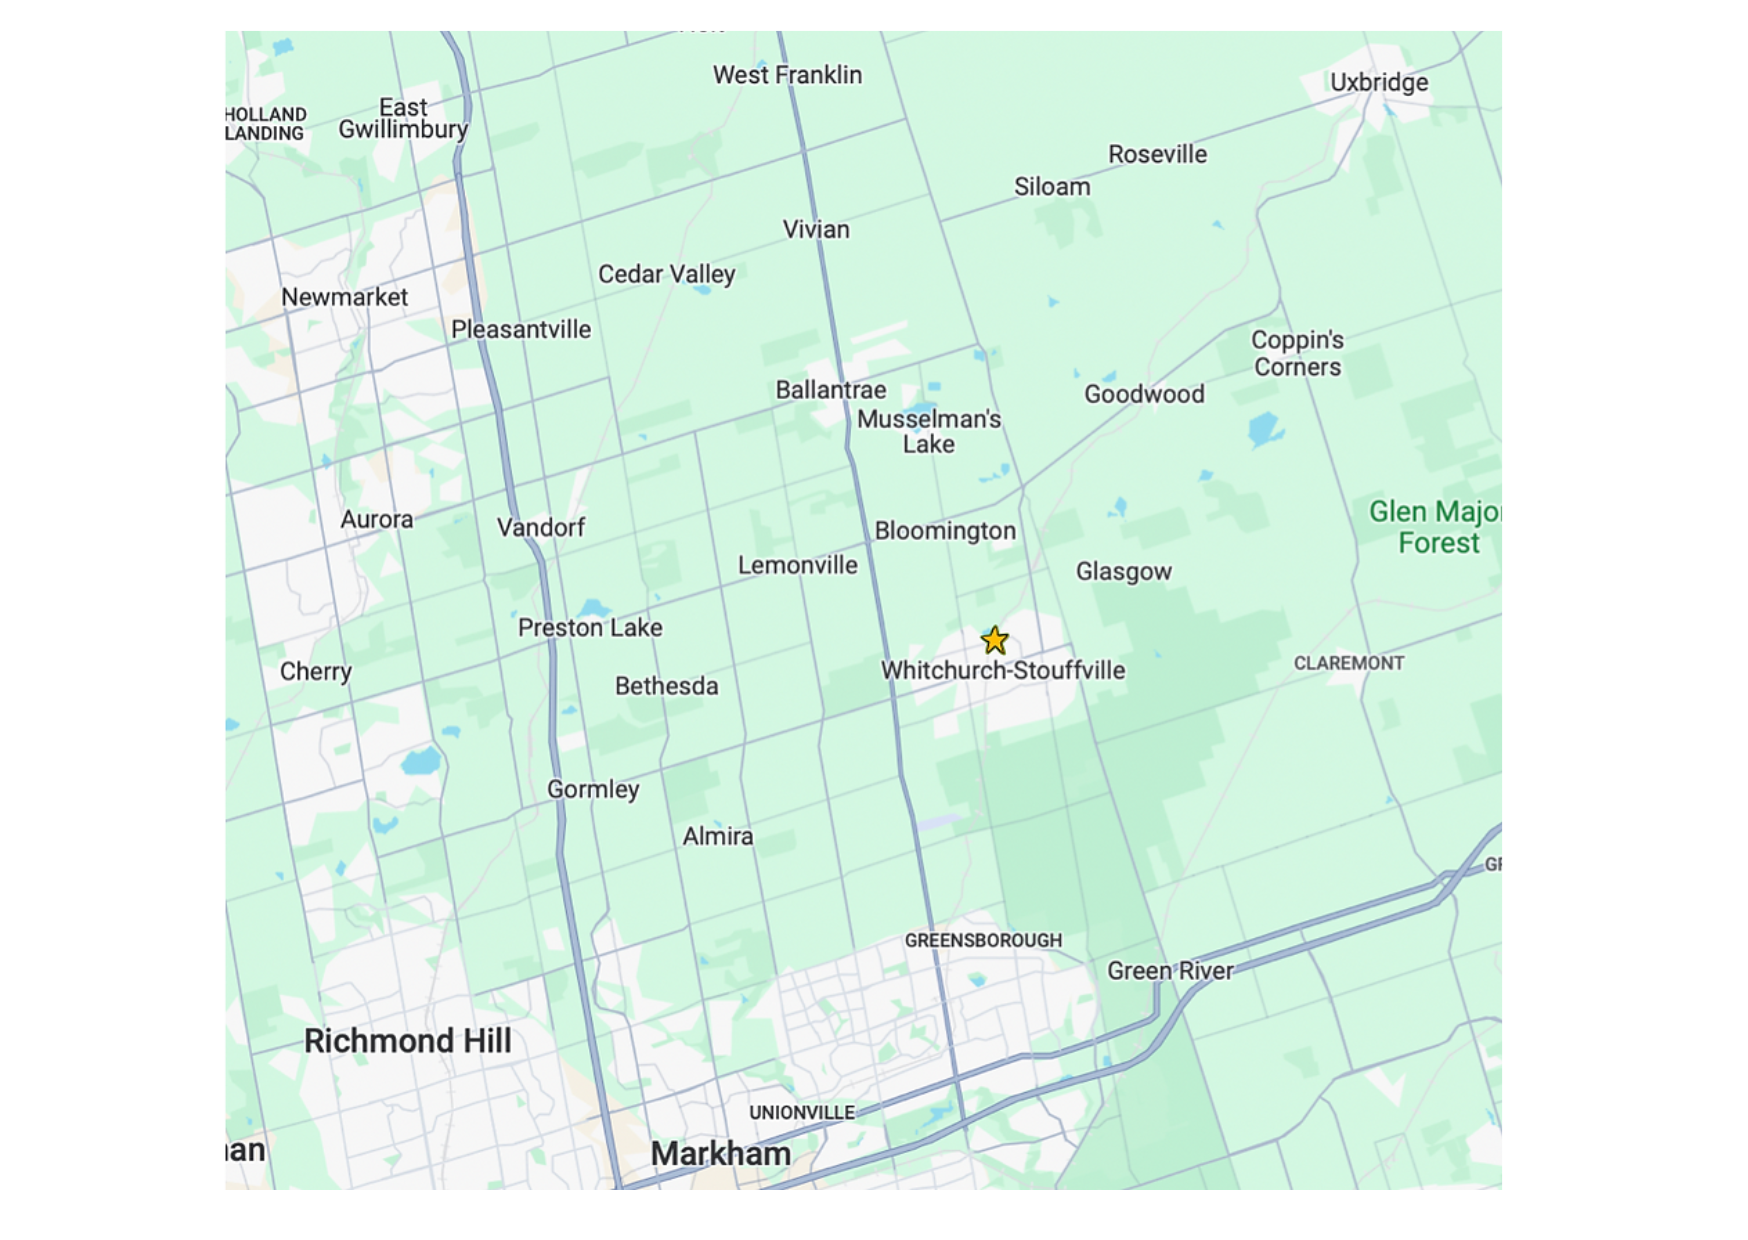 West Franklin
Uxbridge
HOLLAND
LANDING
East
Gwillimbury
Roseville
Siloam
Vivian
Cedar Valley
Newmarket
Pleasantville
Coppin's
Corners
Ballantrae
Goodwood
Musselman's
Lake
Aurora
Vandorf
Bloomington
Glen Major
Forest
Lemonville
Glasgow
Preston Lake
Cherry
Bethesda
Whitchurch-Stouffville
CLAREMONT
Gormley
Almira
GREENSBOROUGH
Green River
Richmond Hill
UNIONVILLE
Markham